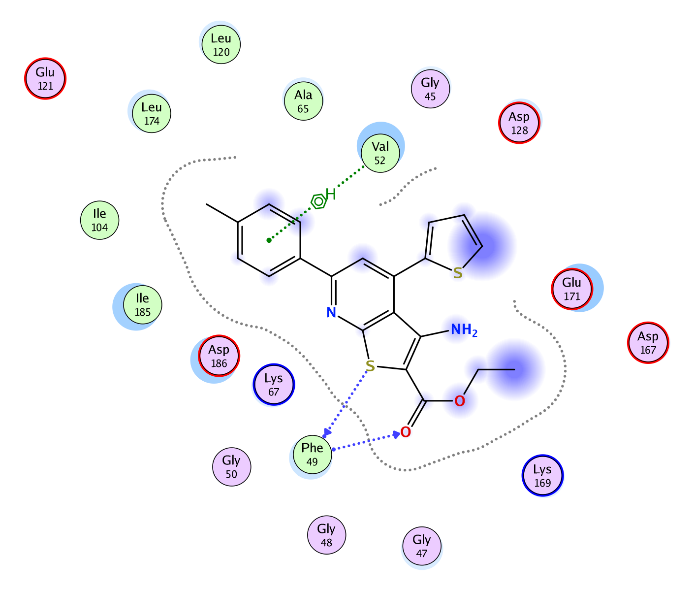 Leu
120
Glu
121
Gly
45
Ala
65
Leu
174
Asp
128
Val
52
H
Ile
104
S
Glu
171
Ile
185
N
NH2
Asp
167
Asp
186
S
Lys
67
O
O
Phe
49
Gly
50
Lys
169
Gly
48
Gly
47